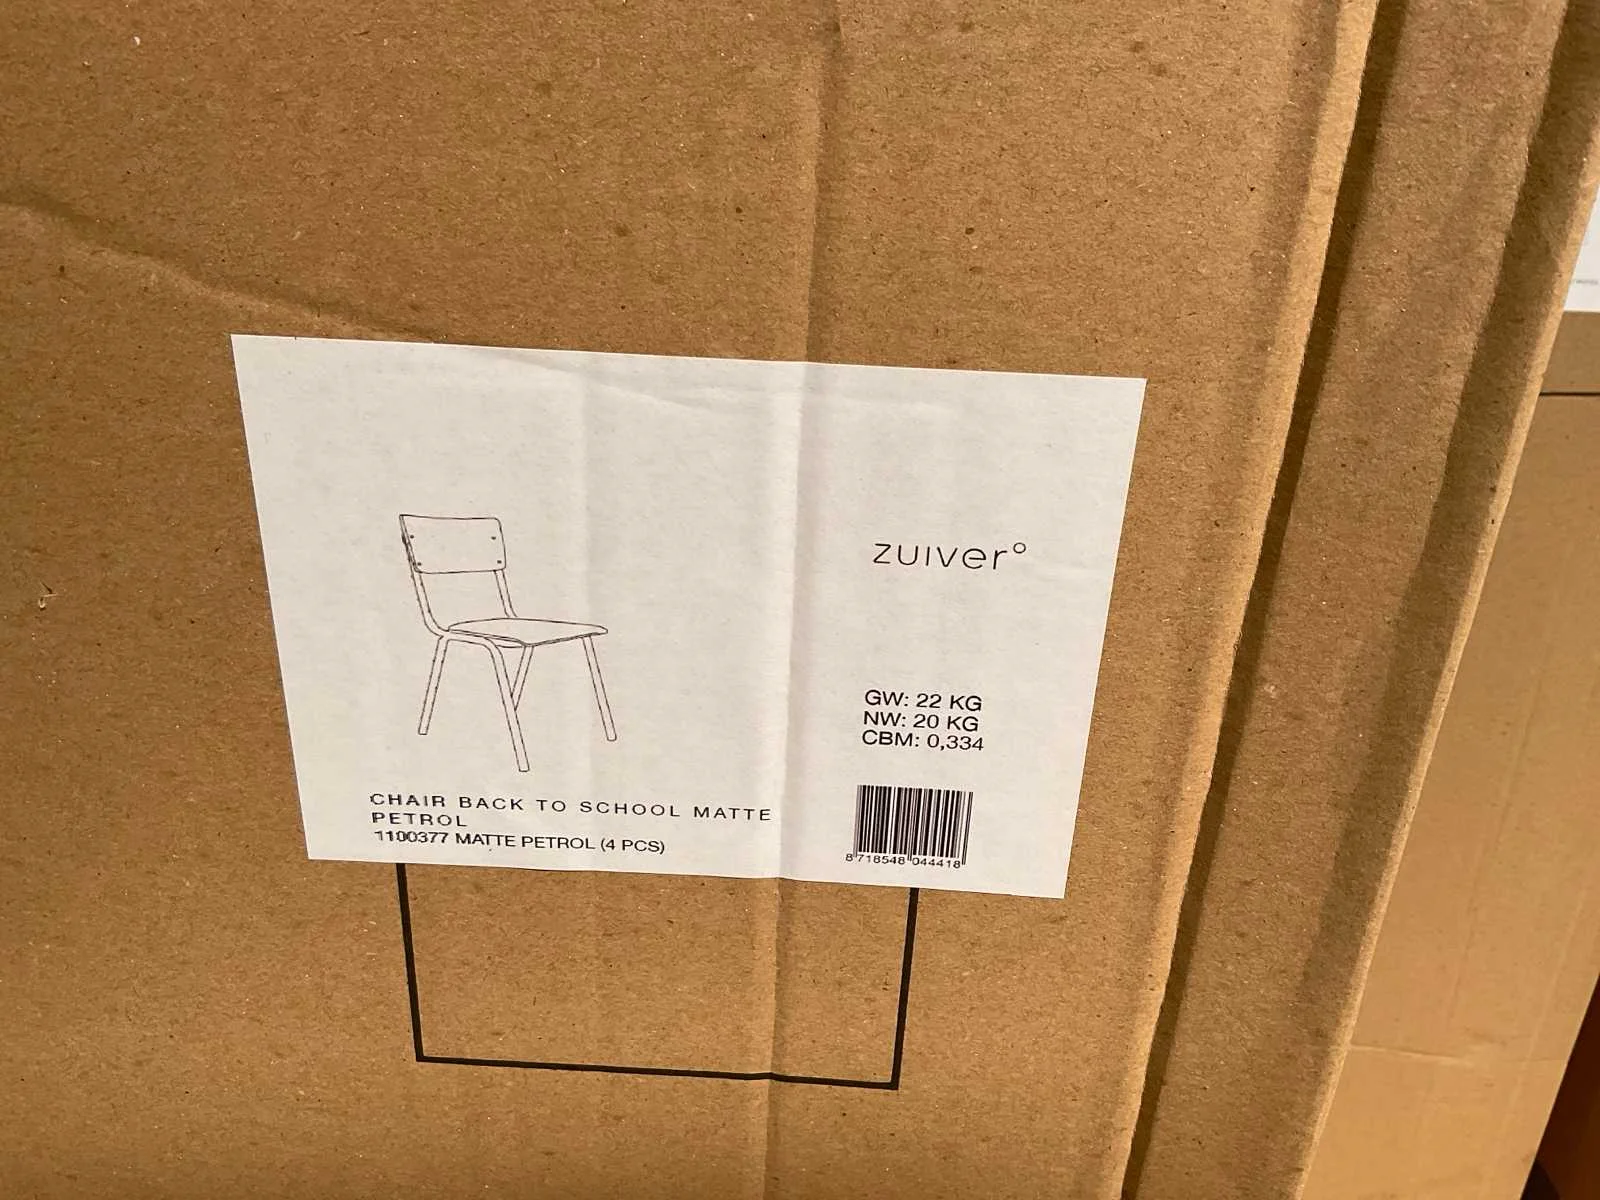 zuiver°
GW: 22 KG
NW: 20 KG
CBM: 0,334
CHAIR BACK TO SCHOOL MATTE
PETROL
1100377 MATTE PETROL (4 PCS)
8 718548 044418